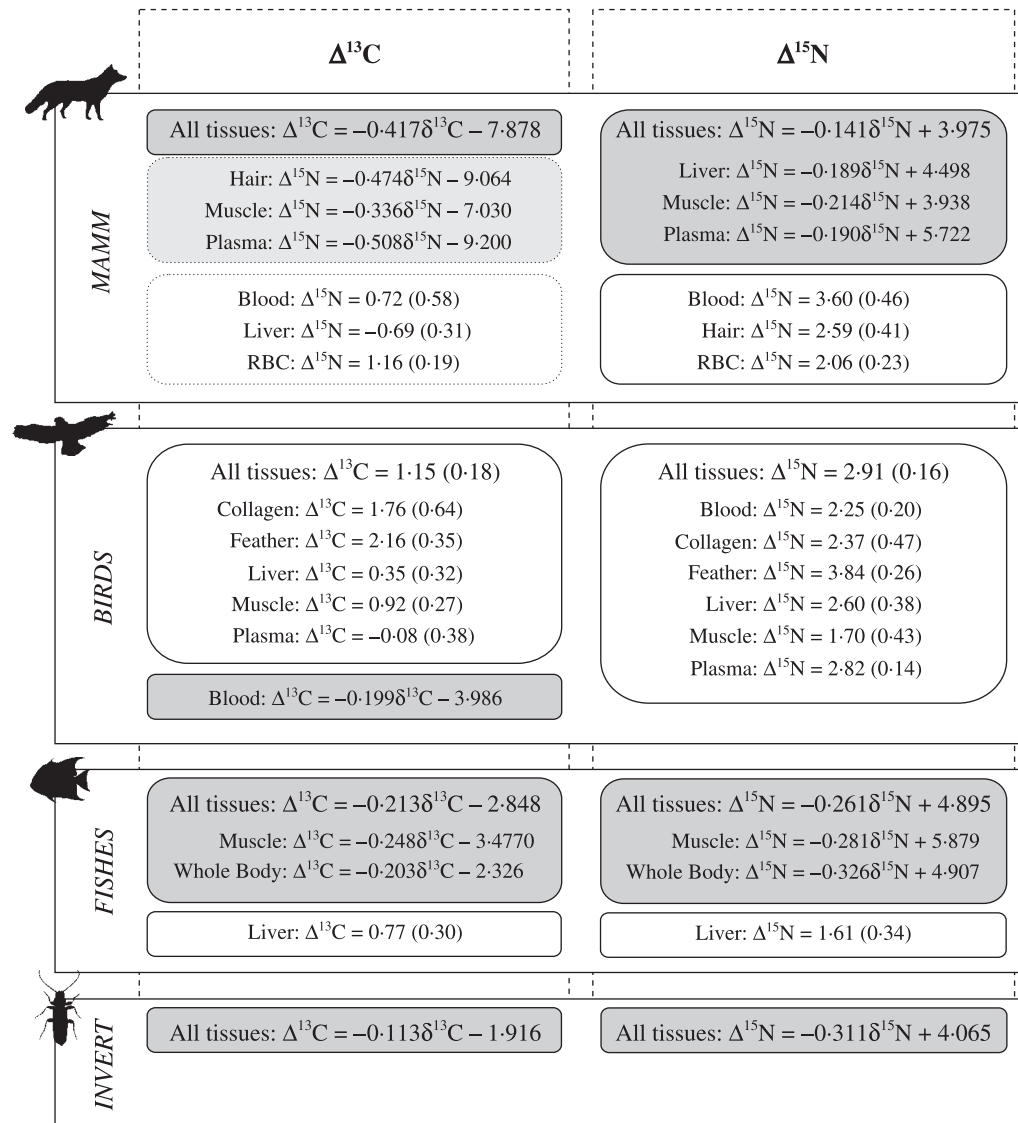 Δ¹³C
Δ¹⁵N
MAMM
All tissues: Δ¹³C = −0·417δ¹³C − 7·878
Hair: Δ¹⁵N = −0·474δ¹⁵N − 9·064
Muscle: Δ¹⁵N = −0·336δ¹⁵N − 7·030
Plasma: Δ¹⁵N = −0·508δ¹⁵N − 9·200
Blood: Δ¹⁵N = 0·72 (0·58)
Liver: Δ¹⁵N = −0·69 (0·31)
RBC: Δ¹⁵N = 1·16 (0·19)
All tissues: Δ¹⁵N = −0·141δ¹⁵N + 3·975
Liver: Δ¹⁵N = −0·189δ¹⁵N + 4·498
Muscle: Δ¹⁵N = −0·214δ¹⁵N + 3·938
Plasma: Δ¹⁵N = −0·190δ¹⁵N + 5·722
Blood: Δ¹⁵N = 3·60 (0·46)
Hair: Δ¹⁵N = 2·59 (0·41)
RBC: Δ¹⁵N = 2·06 (0·23)
BIRDS
All tissues: Δ¹³C = 1·15 (0·18)
Collagen: Δ¹³C = 1·76 (0·64)
Feather: Δ¹³C = 2·16 (0·35)
Liver: Δ¹³C = 0·35 (0·32)
Muscle: Δ¹³C = 0·92 (0·27)
Plasma: Δ¹³C = −0·08 (0·38)
Blood: Δ¹³C = −0·199δ¹³C − 3·986
All tissues: Δ¹⁵N = 2·91 (0·16)
Blood: Δ¹⁵N = 2·25 (0·20)
Collagen: Δ¹⁵N = 2·37 (0·47)
Feather: Δ¹⁵N = 3·84 (0·26)
Liver: Δ¹⁵N = 2·60 (0·38)
Muscle: Δ¹⁵N = 1·70 (0·43)
Plasma: Δ¹⁵N = 2·82 (0·14)
FISHES
All tissues: Δ¹³C = −0·213δ¹³C − 2·848
Muscle: Δ¹³C = −0·248δ¹³C − 3·4770
Whole Body: Δ¹³C = −0·203δ¹³C − 2·326
Liver: Δ¹³C = 0·77 (0·30)
All tissues: Δ¹⁵N = −0·261δ¹⁵N + 4·895
Muscle: Δ¹⁵N = −0·281δ¹⁵N + 5·879
Whole Body: Δ¹⁵N = −0·326δ¹⁵N + 4·907
Liver: Δ¹⁵N = 1·61 (0·34)
INVERT
All tissues: Δ¹³C = −0·113δ¹³C − 1·916
All tissues: Δ¹⁵N = −0·311δ¹⁵N + 4·065